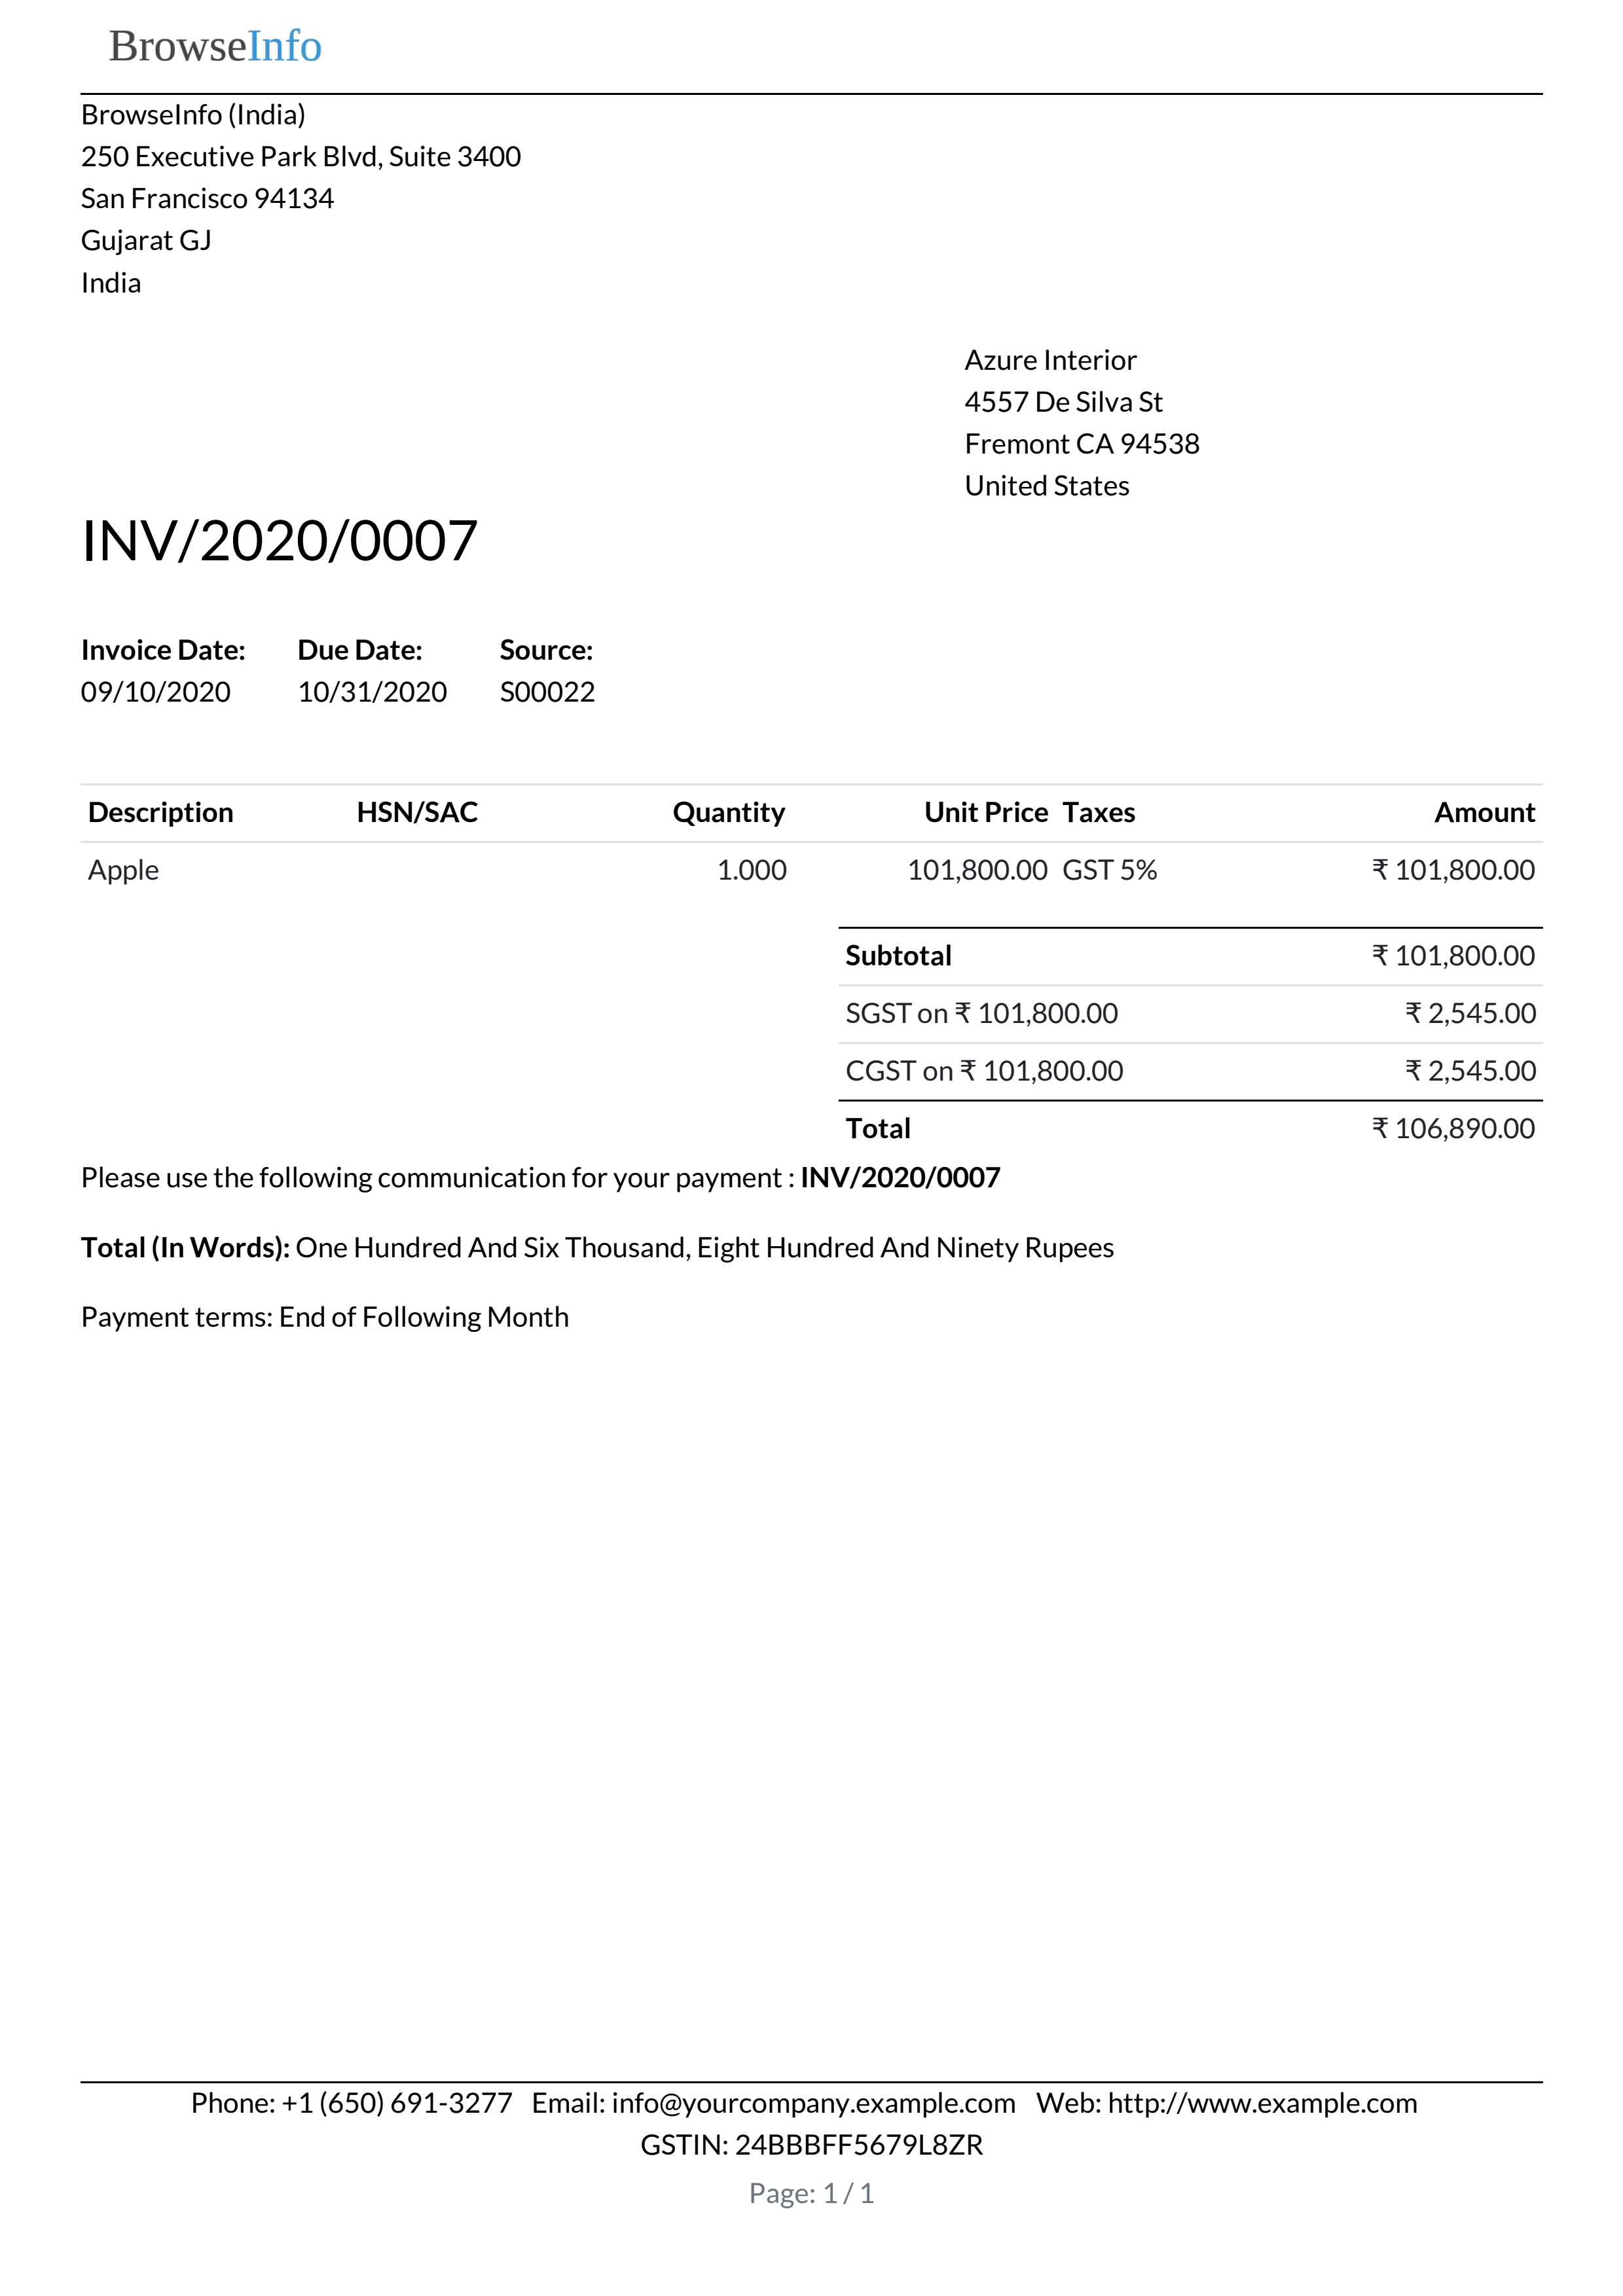 BrowseInfo
BrowseInfo (India)
250 Executive Park Blvd, Suite 3400
San Francisco 94134
Gujarat GJ
India
Azure Interior
4557 De Silva St
Fremont CA 94538
United States
INV/2020/0007
Invoice Date: Due Date: Source:
09/10/2020 10/31/2020 S00022
Description HSN/SAC Quantity Unit Price Taxes Amount
Apple 1.000 101,800.00 GST 5% ₹ 101,800.00
Subtotal ₹ 101,800.00
SGST on ₹ 101,800.00 ₹ 2,545.00
CGST on ₹ 101,800.00 ₹ 2,545.00
Total ₹ 106,890.00
Please use the following communication for your payment : INV/2020/0007
Total (In Words): One Hundred And Six Thousand, Eight Hundred And Ninety Rupees
Payment terms: End of Following Month
Phone: +1 (650) 691-3277 Email: info@yourcompany.example.com Web: http://www.example.com
GSTIN: 24BBBFF5679L8ZR
Page: 1 / 1